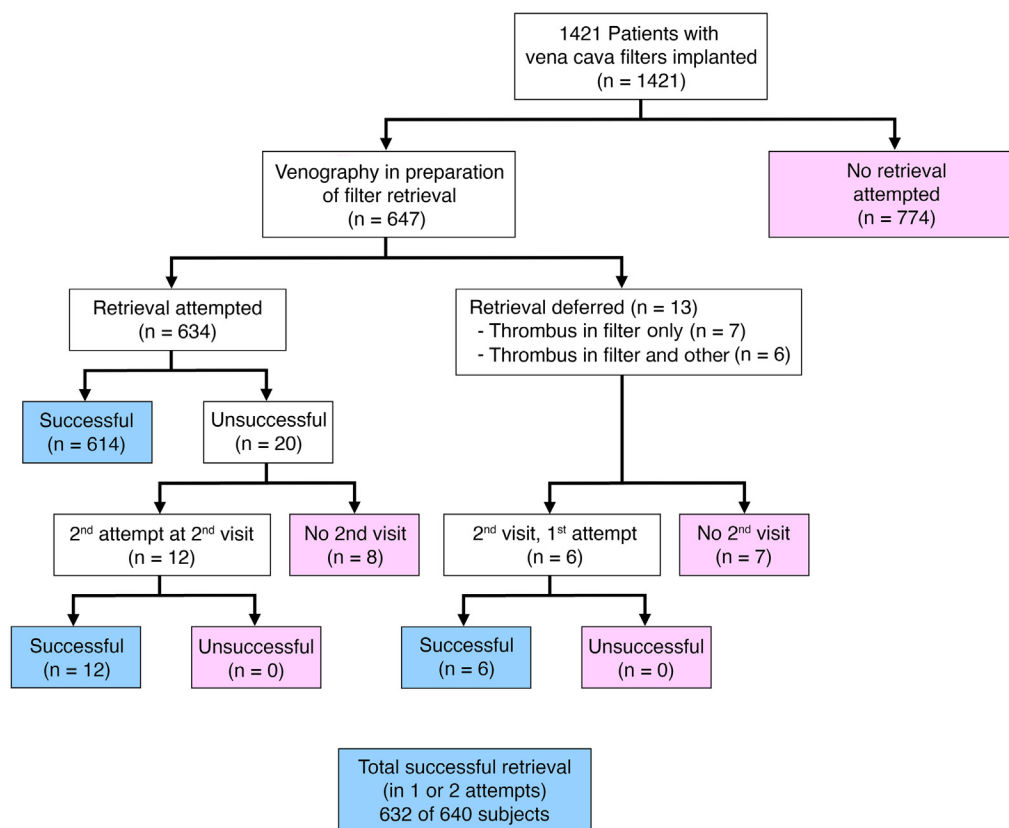 1421 Patients with
vena cava filters implanted
(n = 1421)
Venography in preparation
of filter retrieval
(n = 647)
No retrieval
attempted
(n = 774)
Retrieval attempted
(n = 634)
Retrieval deferred (n = 13)
- Thrombus in filter only (n = 7)
- Thrombus in filter and other (n = 6)
Successful
(n = 614)
Unsuccessful
(n = 20)
2nd attempt at 2nd visit
(n = 12)
No 2nd visit
(n = 8)
2nd visit, 1st attempt
(n = 6)
No 2nd visit
(n = 7)
Successful
(n = 12)
Unsuccessful
(n = 0)
Successful
(n = 6)
Unsuccessful
(n = 0)
Total successful retrieval
(in 1 or 2 attempts)
632 of 640 subjects